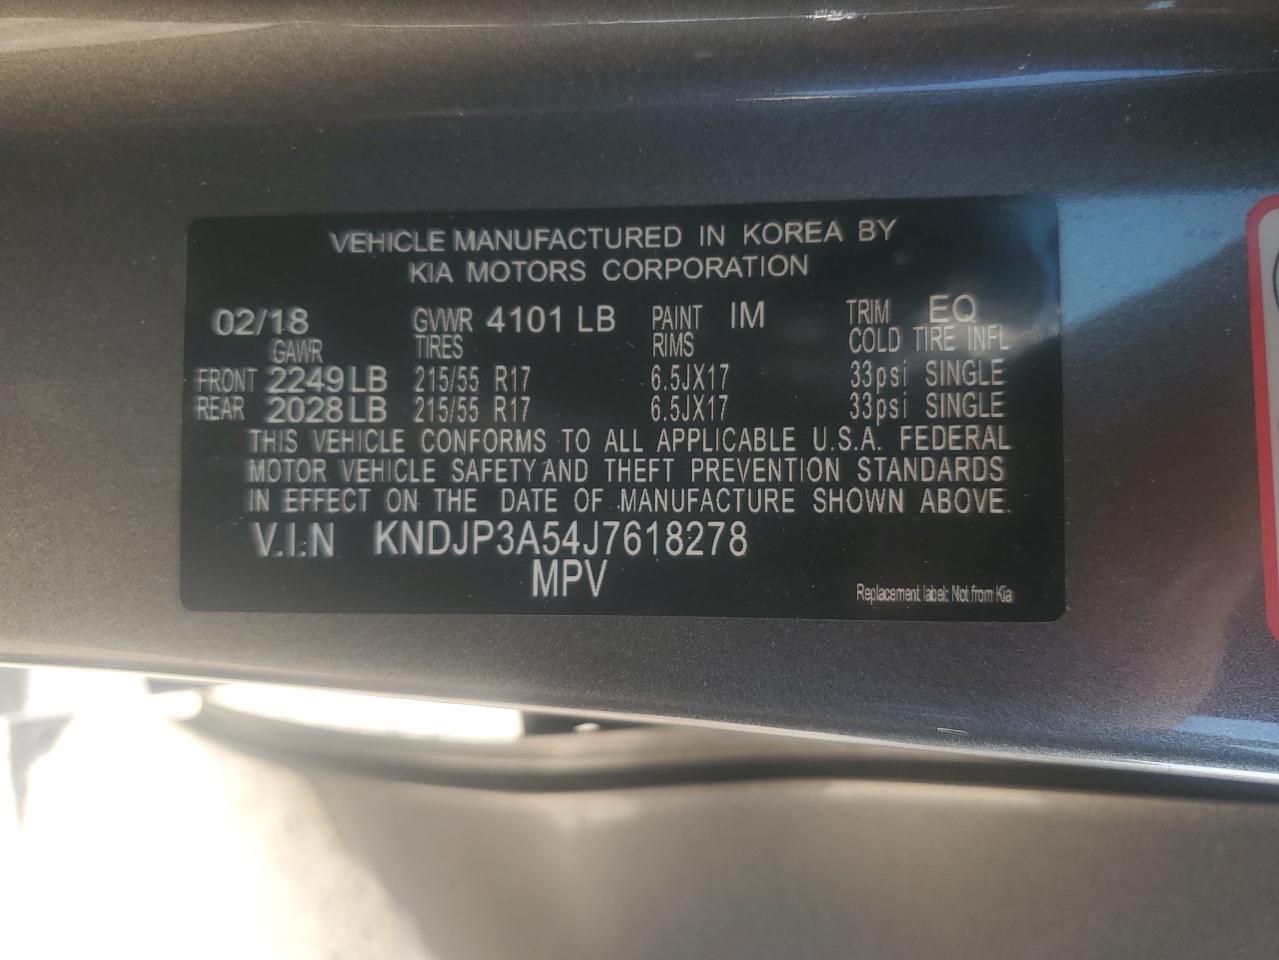 VEHICLE MANUFACTURED IN KOREA BY
KIA MOTORS CORPORATION
02/18 GVWR 4101 LB PAINT IM TRIM EQ
GAWR TIRES RIMS COLD TIRE INFL
FRONT 2249 LB 215/55 R17 6.5JX17 33psi SINGLE
REAR 2028 LB 215/55 R17 6.5JX17 33psi SINGLE
THIS VEHICLE CONFORMS TO ALL APPLICABLE U.S.A. FEDERAL
MOTOR VEHICLE SAFETY AND THEFT PREVENTION STANDARDS
IN EFFECT ON THE DATE OF MANUFACTURE SHOWN ABOVE.
V.I.N KNDJP3A54J7618278
MPV
Replacement label: Not from Kia